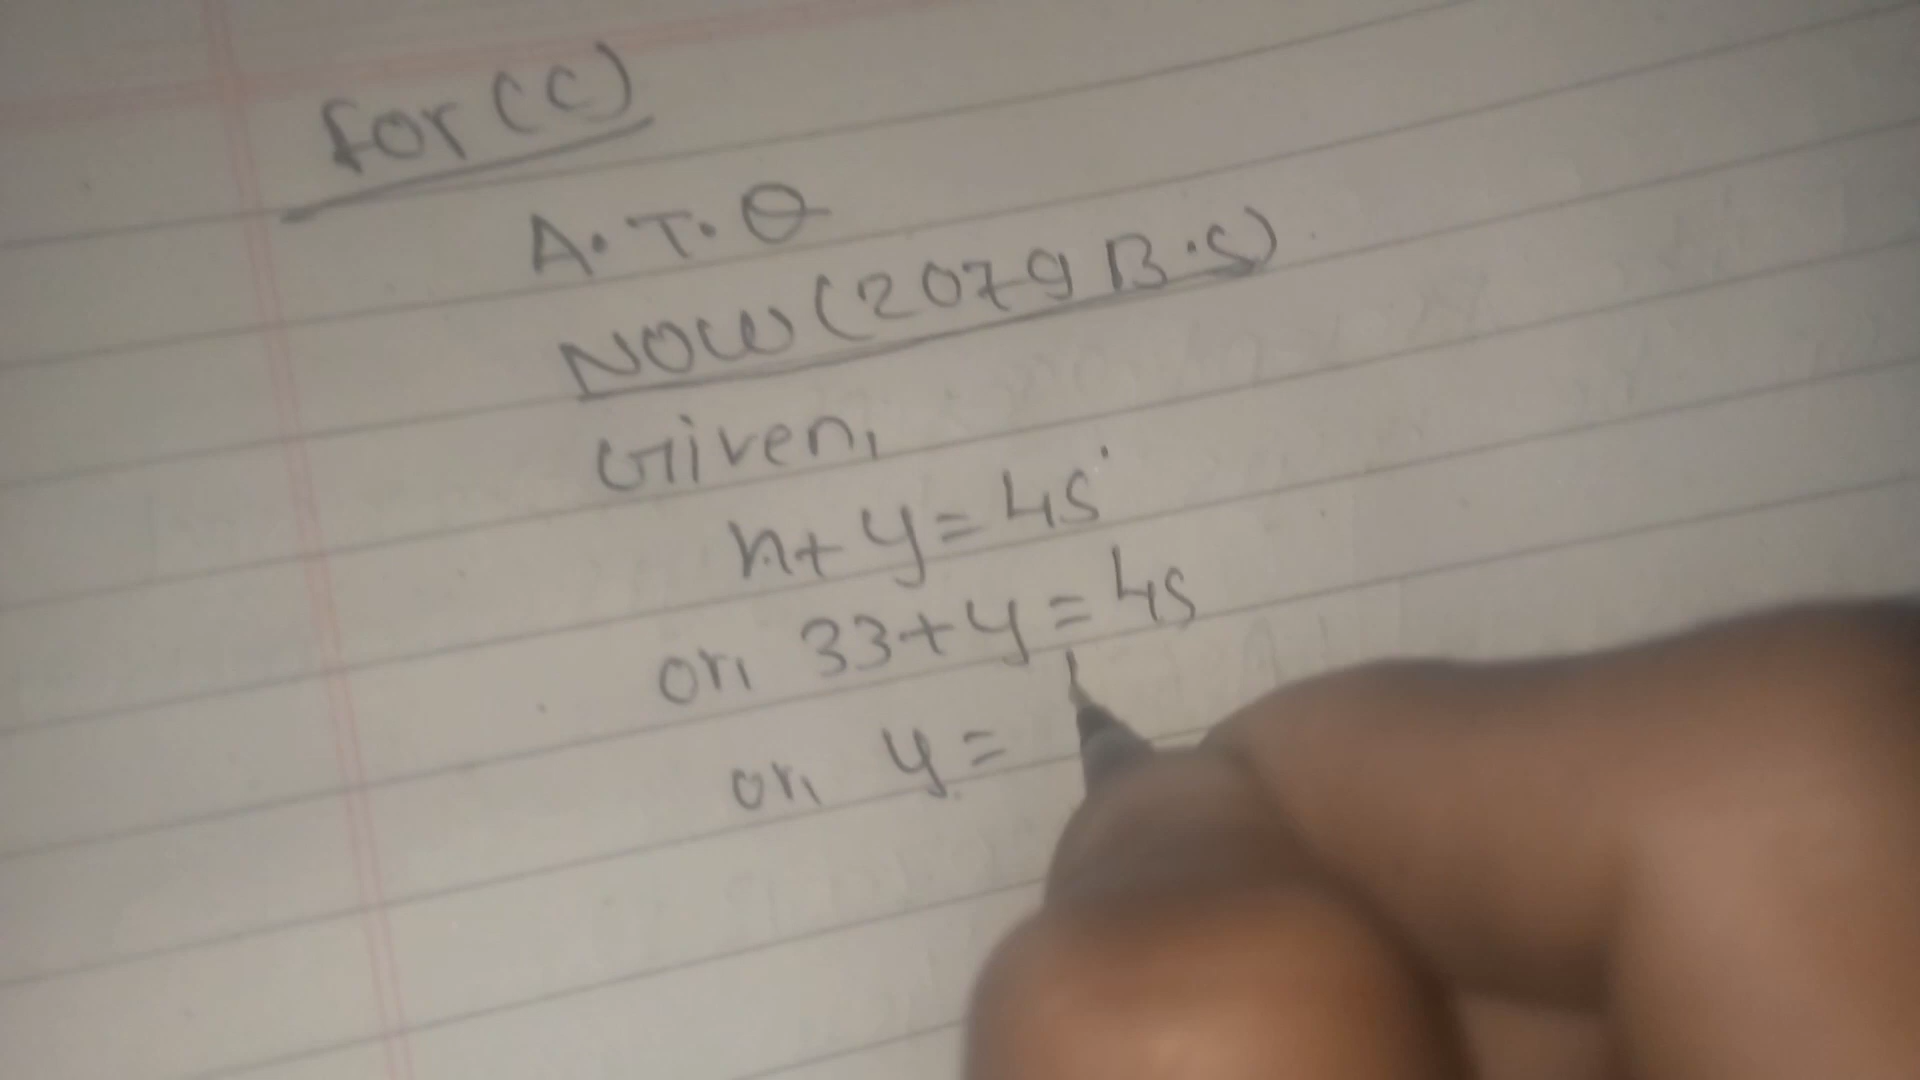 For (c)
A.T.Q
Now (2079 B.S)
Given,
x + y = 45
or, 33 + y = 45
or, y =